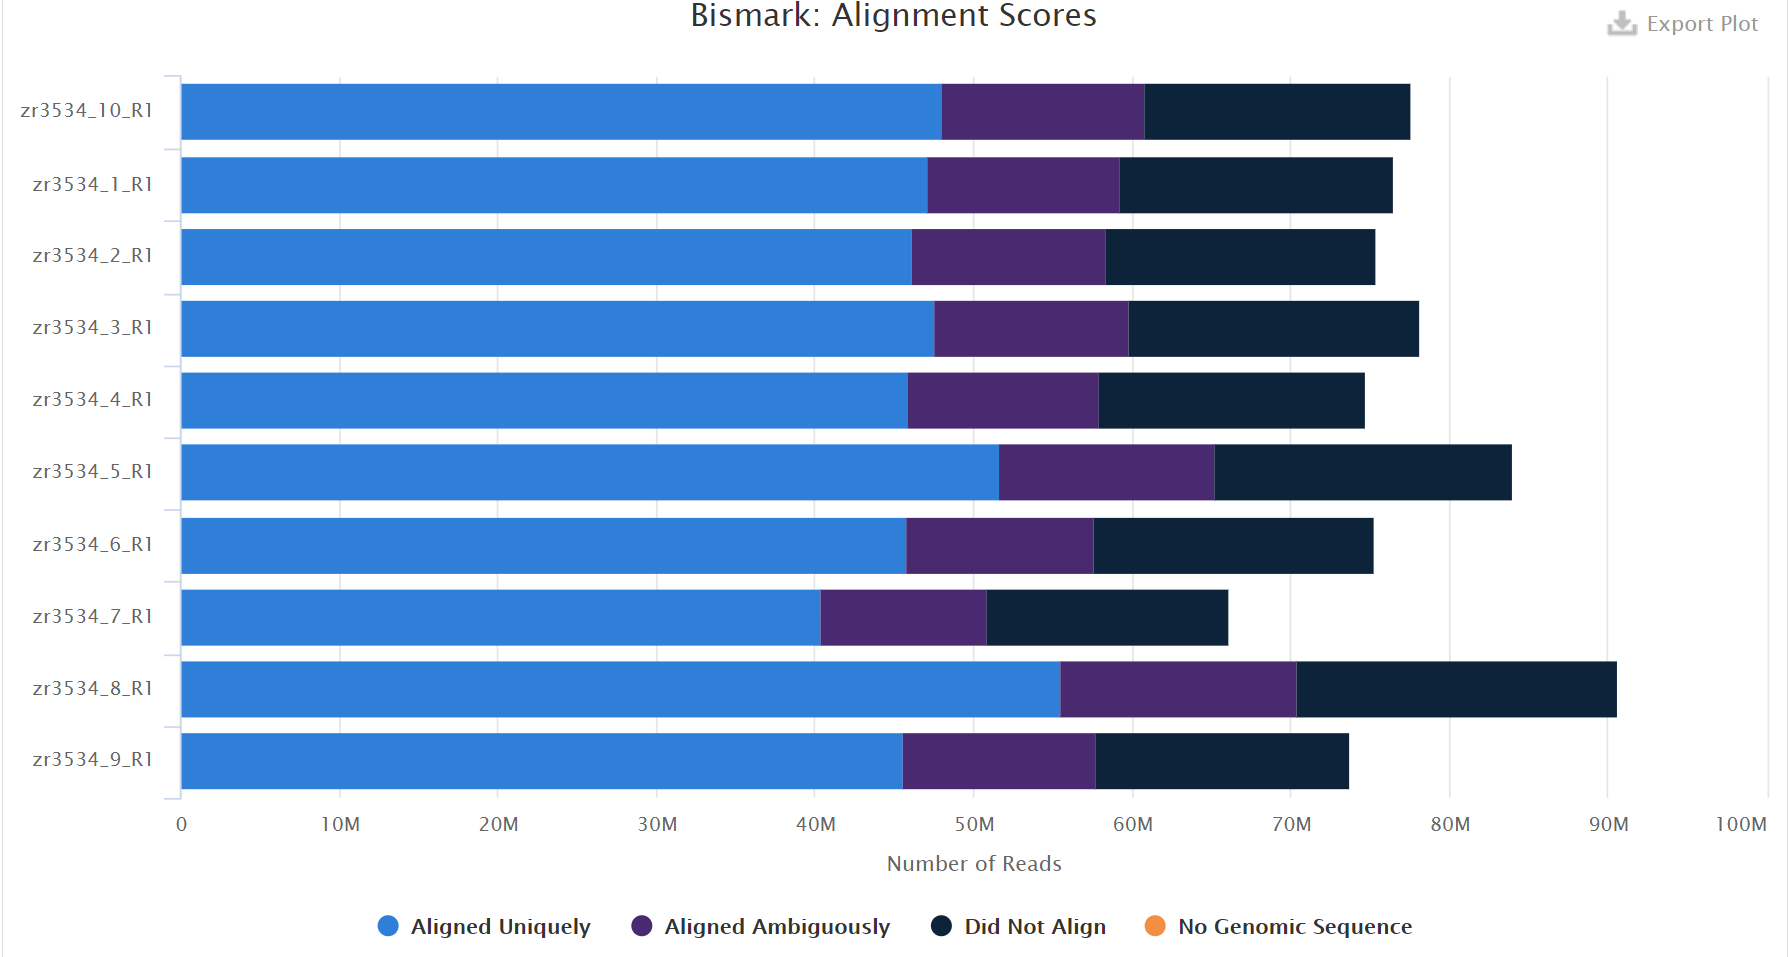 Bismark: Alignment Scores
Export Plot
zr3534_10_R1
zr3534_1_R1
zr3534_2_R1
zr3534_3_R1
zr3534_4_R1
zr3534_5_R1
zr3534_6_R1
zr3534_7_R1
zr3534_8_R1
zr3534_9_R1
0 10M 20M 30M 40M 50M 60M 70M 80M 90M 100M
Number of Reads
Aligned Uniquely Aligned Ambiguously Did Not Align No Genomic Sequence